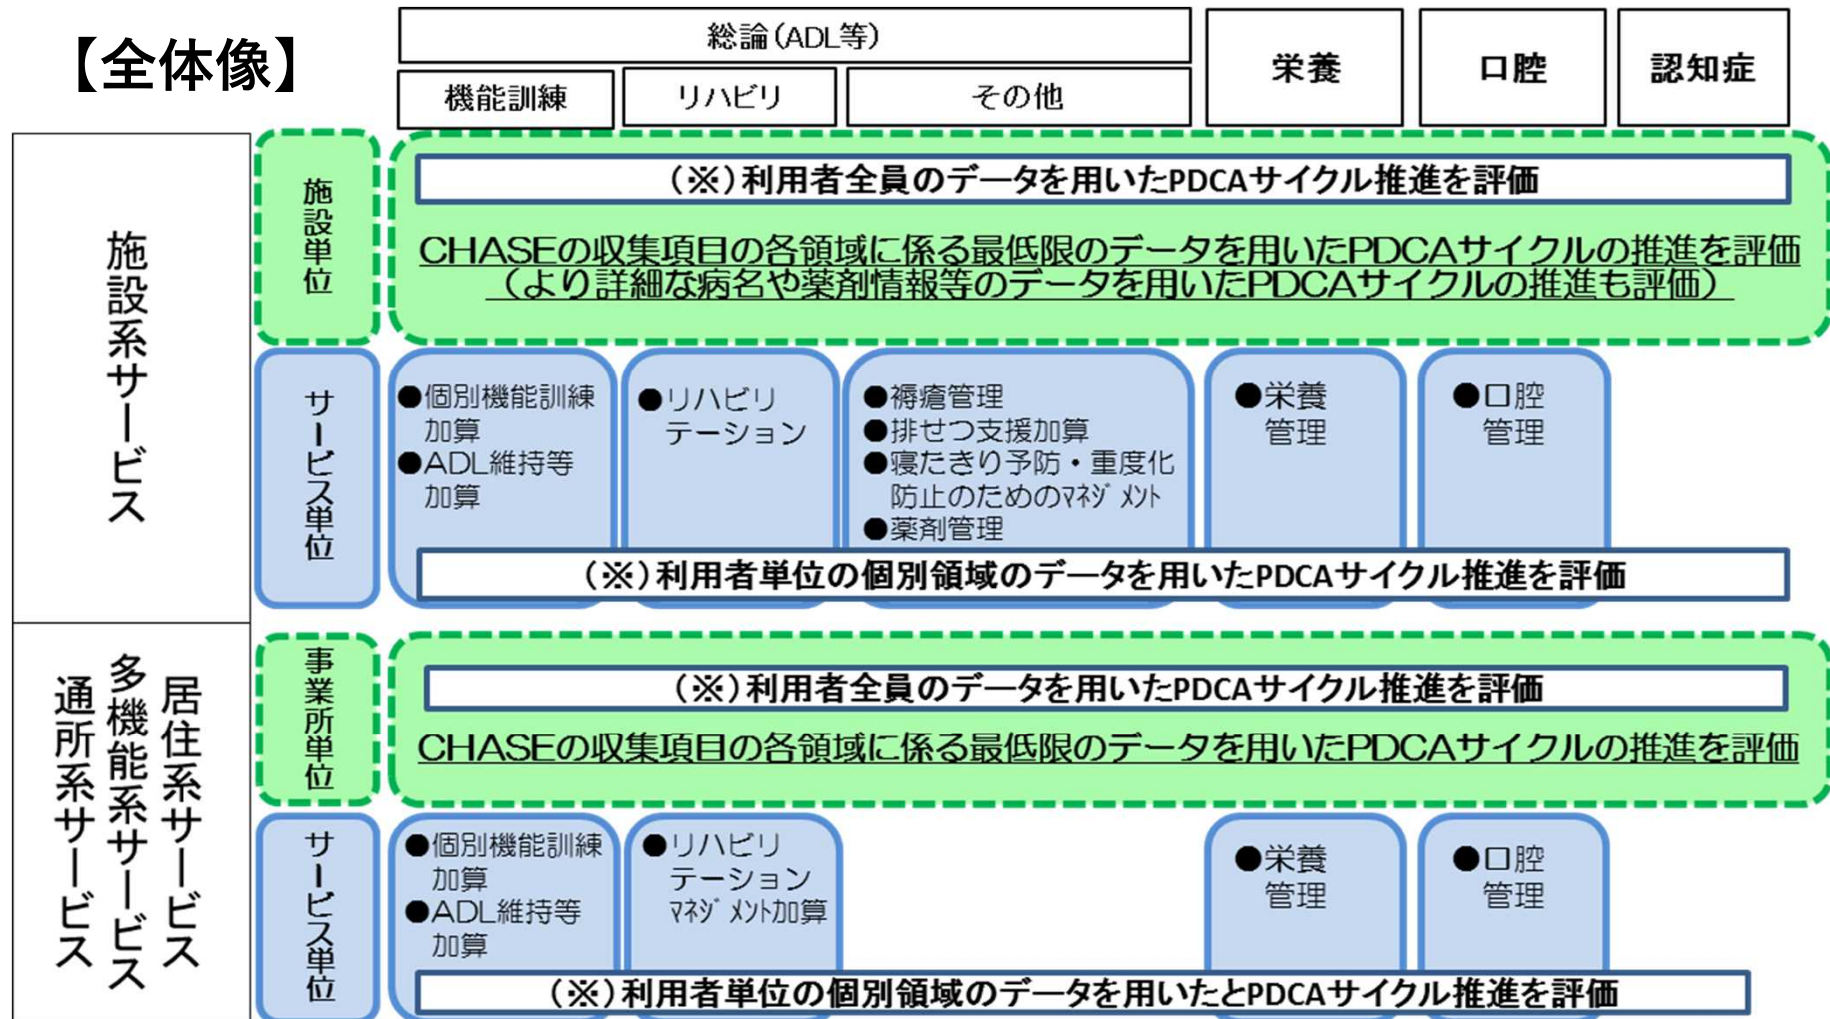 【全体像】
総論(ADL等)
機能訓練
リハビリ
その他
栄養
口腔
認知症
施設系サービス
施設単位
(※)利用者全員のデータを用いたPDCAサイクル推進を評価
CHASEの収集項目の各領域に係る最低限のデータを用いたPDCAサイクルの推進を評価
(より詳細な病名や薬剤情報等のデータを用いたPDCAサイクルの推進も評価)
サービス単位
●個別機能訓練
加算
●ADL維持等
加算
●リハビリ
テーション
●褥瘡管理
●排せつ支援加算
●寝たきり予防・重度化
防止のためのﾏﾈｼﾞﾒﾝﾄ
●薬剤管理
●栄養
管理
●口腔
管理
(※)利用者単位の個別領域のデータを用いたPDCAサイクル推進を評価
居住系サービス
多機能系サービス
通所系サービス
事業所単位
(※)利用者全員のデータを用いたPDCAサイクル推進を評価
CHASEの収集項目の各領域に係る最低限のデータを用いたPDCAサイクルの推進を評価
サービス単位
●個別機能訓練
加算
●ADL維持等
加算
●リハビリ
テーション
ﾏﾈｼﾞﾒﾝﾄ加算
●栄養
管理
●口腔
管理
(※)利用者単位の個別領域のデータを用いたとPDCAサイクル推進を評価